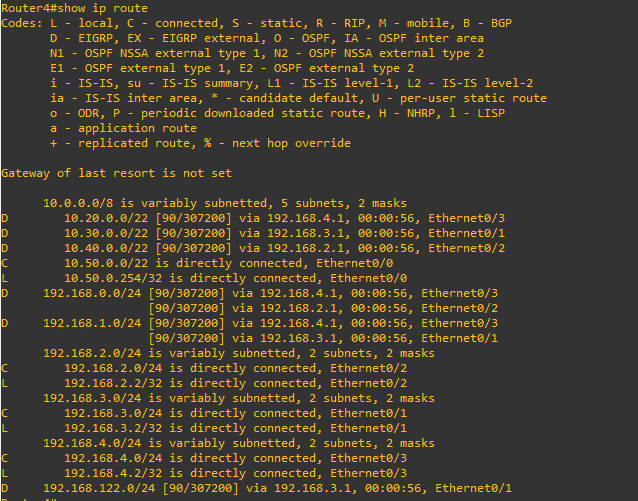 Router4#show ip route
Codes: L - local, C - connected, S - static, R - RIP, M - mobile, B - BGP
       D - EIGRP, EX - EIGRP external, O - OSPF, IA - OSPF inter area
       N1 - OSPF NSSA external type 1, N2 - OSPF NSSA external type 2
       E1 - OSPF external type 1, E2 - OSPF external type 2
       i - IS-IS, su - IS-IS summary, L1 - IS-IS level-1, L2 - IS-IS level-2
       ia - IS-IS inter area, * - candidate default, U - per-user static route
       o - ODR, P - periodic downloaded static route, H - NHRP, l - LISP
       a - application route
       + - replicated route, % - next hop override

Gateway of last resort is not set

      10.0.0.0/8 is variably subnetted, 5 subnets, 2 masks
D        10.20.0.0/22 [90/307200] via 192.168.4.1, 00:00:56, Ethernet0/3
D        10.30.0.0/22 [90/307200] via 192.168.3.1, 00:00:56, Ethernet0/1
D        10.40.0.0/22 [90/307200] via 192.168.2.1, 00:00:56, Ethernet0/2
C        10.50.0.0/22 is directly connected, Ethernet0/0
L        10.50.0.254/32 is directly connected, Ethernet0/0
D     192.168.0.0/24 [90/307200] via 192.168.4.1, 00:00:56, Ethernet0/3
                     [90/307200] via 192.168.2.1, 00:00:56, Ethernet0/2
D     192.168.1.0/24 [90/307200] via 192.168.4.1, 00:00:56, Ethernet0/3
                     [90/307200] via 192.168.3.1, 00:00:56, Ethernet0/1
      192.168.2.0/24 is variably subnetted, 2 subnets, 2 masks
C        192.168.2.0/24 is directly connected, Ethernet0/2
L        192.168.2.2/32 is directly connected, Ethernet0/2
      192.168.3.0/24 is variably subnetted, 2 subnets, 2 masks
C        192.168.3.0/24 is directly connected, Ethernet0/1
L        192.168.3.2/32 is directly connected, Ethernet0/1
      192.168.4.0/24 is variably subnetted, 2 subnets, 2 masks
C        192.168.4.0/24 is directly connected, Ethernet0/3
L        192.168.4.2/32 is directly connected, Ethernet0/3
D     192.168.122.0/24 [90/307200] via 192.168.3.1, 00:00:56, Ethernet0/1